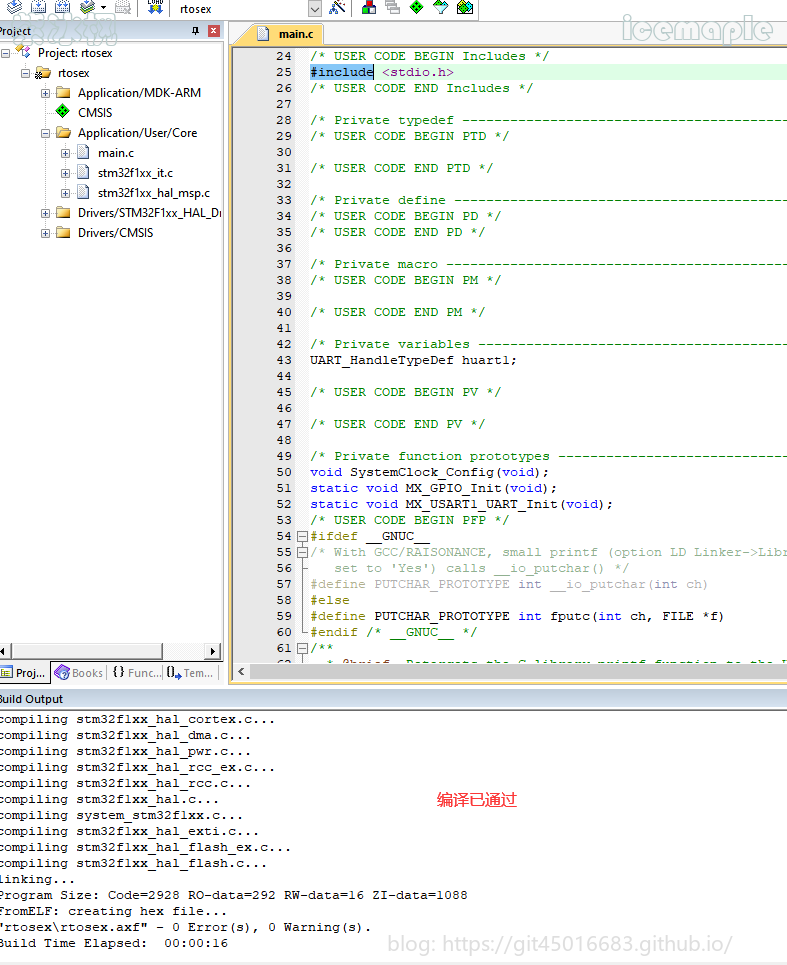 rtosex
Project
Project: rtosex
rtosex
Application/MDK-ARM
CMSIS
Application/User/Core
main.c
stm32f1xx_it.c
stm32f1xx_hal_msp.c
Drivers/STM32F1xx_HAL_Dr
Drivers/CMSIS
Proj...
Books
{} Func...
Tem...
main.c
icemaple
24 /* USER CODE BEGIN Includes */
25 #include <stdio.h>
26 /* USER CODE END Includes */
27
28 /* Private typedef -----------------------------------------
29 /* USER CODE BEGIN PTD */
30
31 /* USER CODE END PTD */
32
33 /* Private define ------------------------------------------
34 /* USER CODE BEGIN PD */
35 /* USER CODE END PD */
36
37 /* Private macro -------------------------------------------
38 /* USER CODE BEGIN PM */
39
40 /* USER CODE END PM */
41
42 /* Private variables ---------------------------------------
43 UART_HandleTypeDef huart1;
44
45 /* USER CODE BEGIN PV */
46
47 /* USER CODE END PV */
48
49 /* Private function prototypes -----------------------------
50 void SystemClock_Config(void);
51 static void MX_GPIO_Init(void);
52 static void MX_USART1_UART_Init(void);
53 /* USER CODE BEGIN PFP */
54 #ifdef __GNUC__
55 /* With GCC/RAISONANCE, small printf (option LD Linker->Libr
56 set to 'Yes') calls __io_putchar() */
57 #define PUTCHAR_PROTOTYPE int __io_putchar(int ch)
58 #else
59 #define PUTCHAR_PROTOTYPE int fputc(int ch, FILE *f)
60 #endif /* __GNUC__ */
61 /**
Build Output
compiling stm32f1xx_hal_cortex.c...
compiling stm32f1xx_hal_dma.c...
compiling stm32f1xx_hal_pwr.c...
compiling stm32f1xx_hal_rcc_ex.c...
compiling stm32f1xx_hal_rcc.c...
compiling stm32f1xx_hal.c...
compiling system_stm32f1xx.c...
compiling stm32f1xx_hal_exti.c...
compiling stm32f1xx_hal_flash_ex.c...
compiling stm32f1xx_hal_flash.c...
linking...
Program Size: Code=2928 RO-data=292 RW-data=16 ZI-data=1088
FromELF: creating hex file...
"rtosex\rtosex.axf" - 0 Error(s), 0 Warning(s).
Build Time Elapsed: 00:00:16
编译已通过
blog: https://git45016683.github.io/